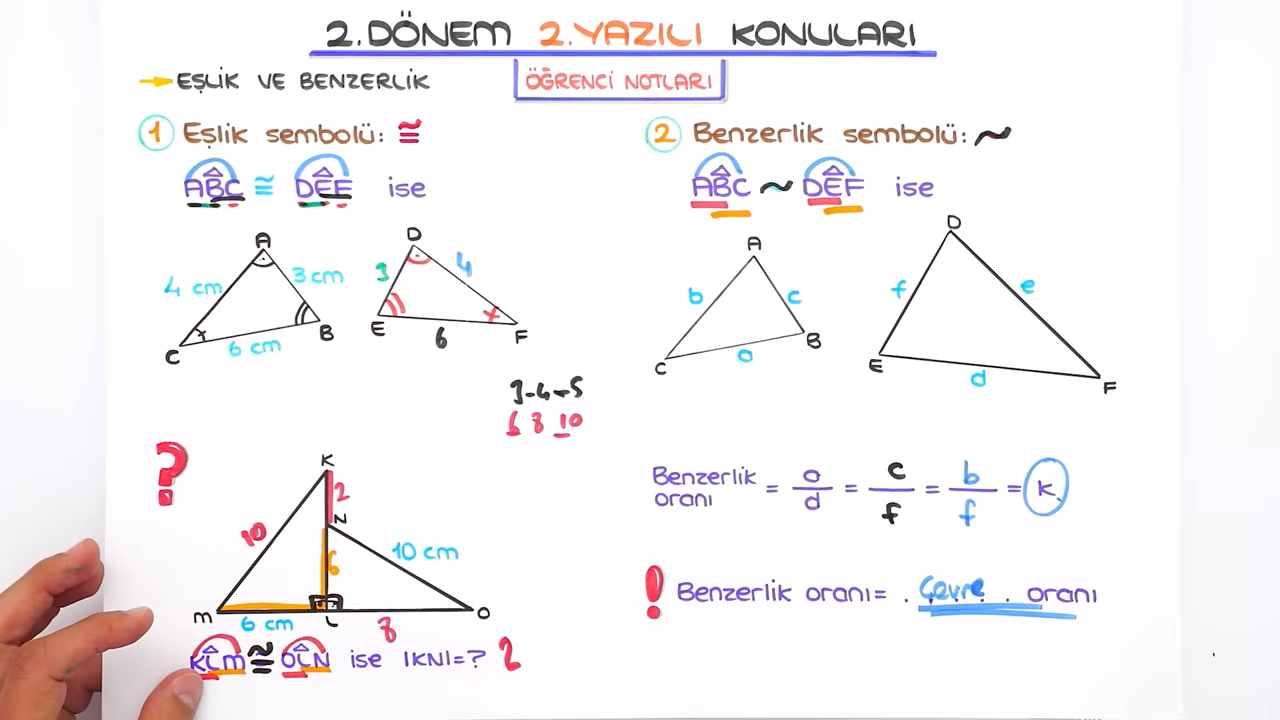 2.DÖNEM 2.YAZILI KONULARI
→ EŞLİK VE BENZERLİK
ÖĞRENCİ NOTLARI
1 Eşlik sembolü: ≅
ABC ≅ DEF ise
A
4 cm
3 cm
C
6 cm
B
D
3
4
E
6
F
3-4-5
6 8 10
?
K
2
N
10
6
10 cm
M
6 cm
L
8
O
KLM ≅ OLN ise |KN|=? 2
2 Benzerlik sembolü: ~
ABC ~ DEF ise
A
b
c
C
a
B
D
f
e
E
d
F
Benzerlik oranı = a/d = c/f = b/f = k
! Benzerlik oranı= . Çevre . oranı